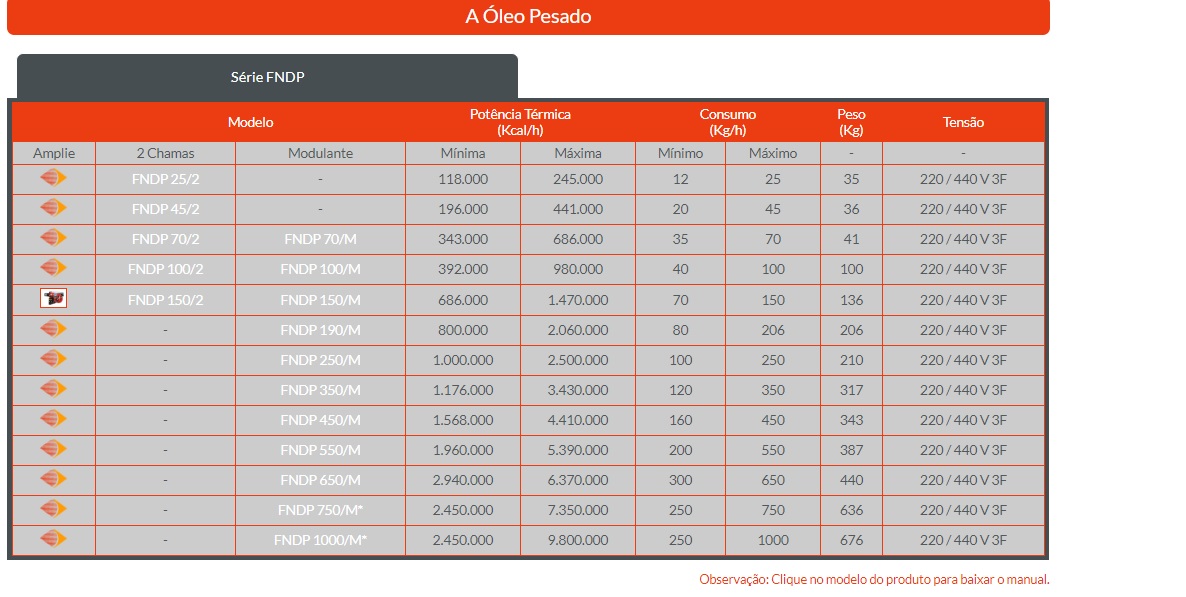 A Óleo Pesado
Série FNDP
Modelo Potência Térmica (Kcal/h) Consumo (Kg/h) Peso (Kg) Tensão
Amplie 2 Chamas Modulante Mínima Máxima Mínimo Máximo - -
FNDP 25/2 - 118.000 245.000 12 25 35 220 / 440 V 3F
FNDP 45/2 - 196.000 441.000 20 45 36 220 / 440 V 3F
FNDP 70/2 FNDP 70/M 343.000 686.000 35 70 41 220 / 440 V 3F
FNDP 100/2 FNDP 100/M 392.000 980.000 40 100 100 220 / 440 V 3F
FNDP 150/2 FNDP 150/M 686.000 1.470.000 70 150 136 220 / 440 V 3F
- FNDP 190/M 800.000 2.060.000 80 206 206 220 / 440 V 3F
- FNDP 250/M 1.000.000 2.500.000 100 250 210 220 / 440 V 3F
- FNDP 350/M 1.176.000 3.430.000 120 350 317 220 / 440 V 3F
- FNDP 450/M 1.568.000 4.410.000 160 450 343 220 / 440 V 3F
- FNDP 550/M 1.960.000 5.390.000 200 550 387 220 / 440 V 3F
- FNDP 650/M 2.940.000 6.370.000 300 650 440 220 / 440 V 3F
- FNDP 750/M* 2.450.000 7.350.000 250 750 636 220 / 440 V 3F
- FNDP 1000/M* 2.450.000 9.800.000 250 1000 676 220 / 440 V 3F
Observação: Clique no modelo do produto para baixar o manual.